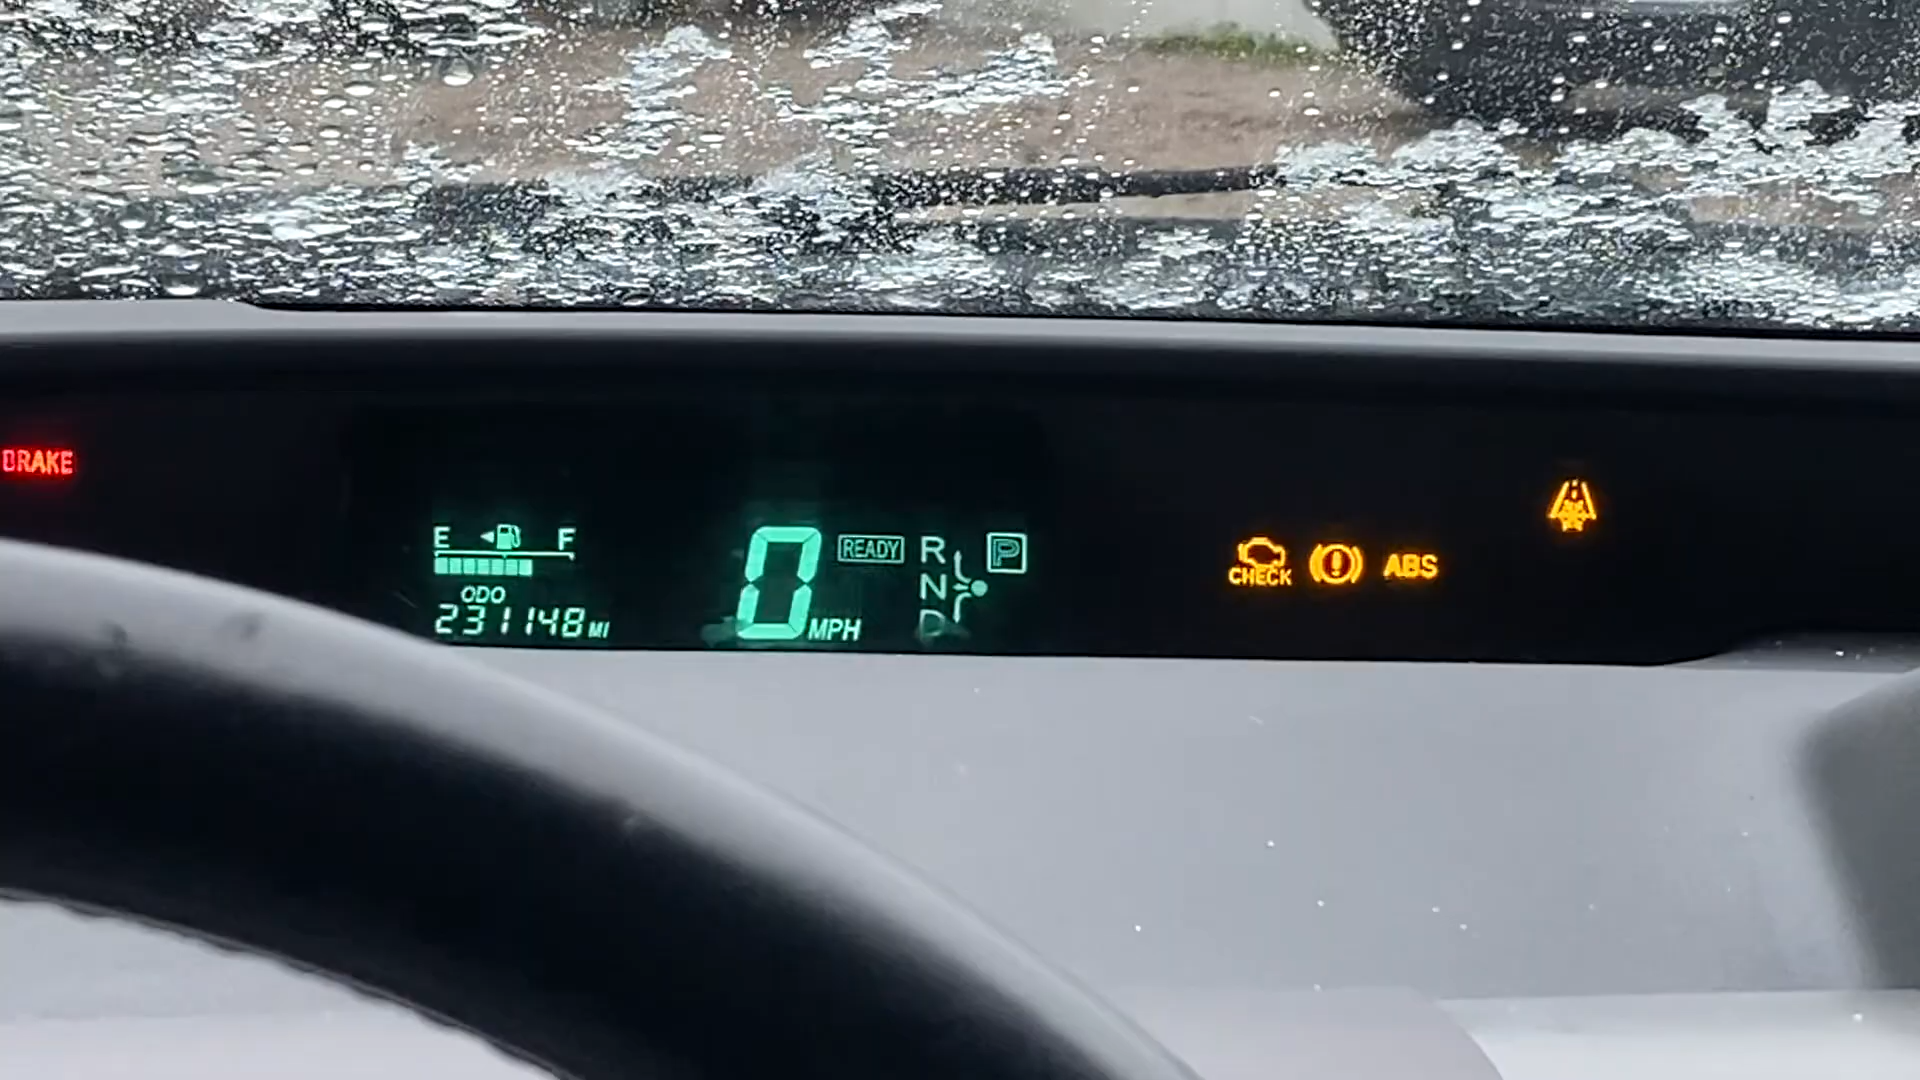 BRAKE
E F
ODO
231148 MI
0 MPH
READY
R
N
D
P
CHECK
ABS